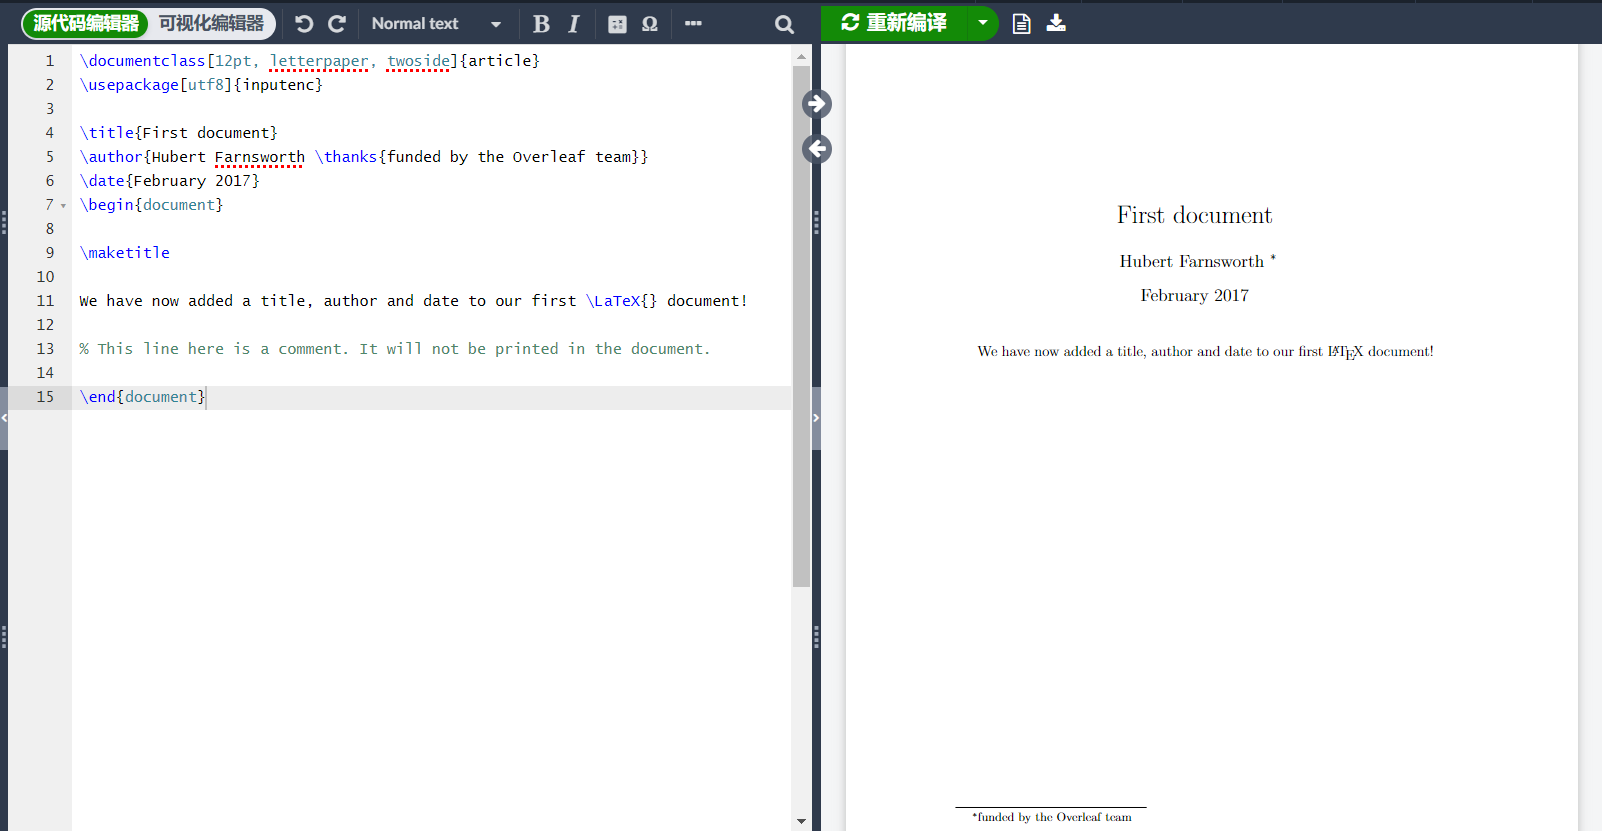 源代码编辑器 可视化编辑器 Normal text B I Ω
重新编译
1 \documentclass[12pt, letterpaper, twoside]{article}
2 \usepackage[utf8]{inputenc}
3
4 \title{First document}
5 \author{Hubert Farnsworth \thanks{funded by the Overleaf team}}
6 \date{February 2017}
7 \begin{document}
8
9 \maketitle
10
11 We have now added a title, author and date to our first \LaTeX{} document!
12
13 % This line here is a comment. It will not be printed in the document.
14
15 \end{document}
First document
Hubert Farnsworth *
February 2017
We have now added a title, author and date to our first LATEX document!
*funded by the Overleaf team